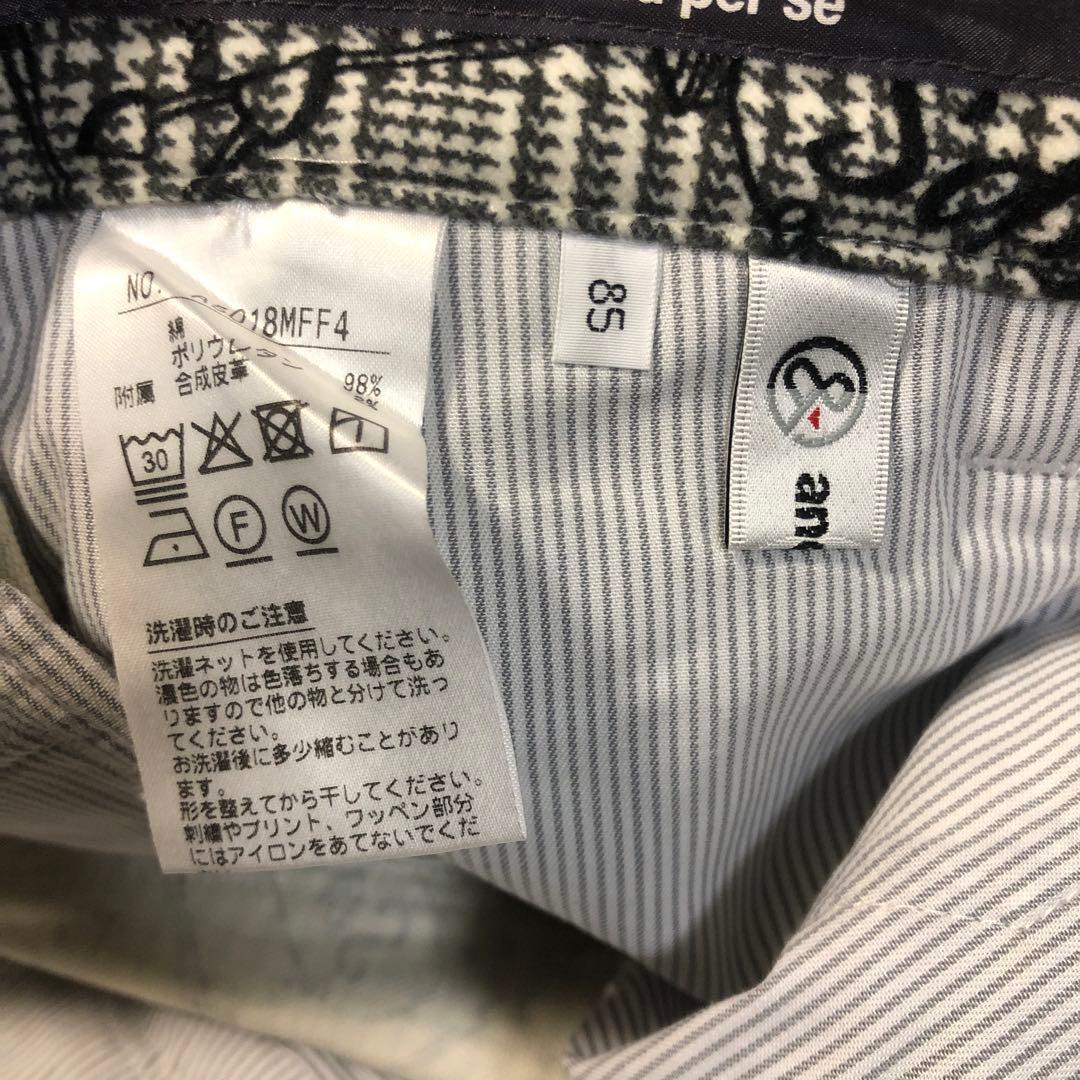 per se
NO. 18MFF4
綿 98%
附属 合成皮革
30
F W
洗濯時のご注意
洗濯ネットを使用してください。
濃色の物は色落ちする場合もあ
りますので他の物と分けて洗っ
てください。
お洗濯後に多少縮むことがあり
ます。
形を整えてから干してください。
刺繍やプリント、ワッペン部分
にはアイロンをあてないでくだ
85